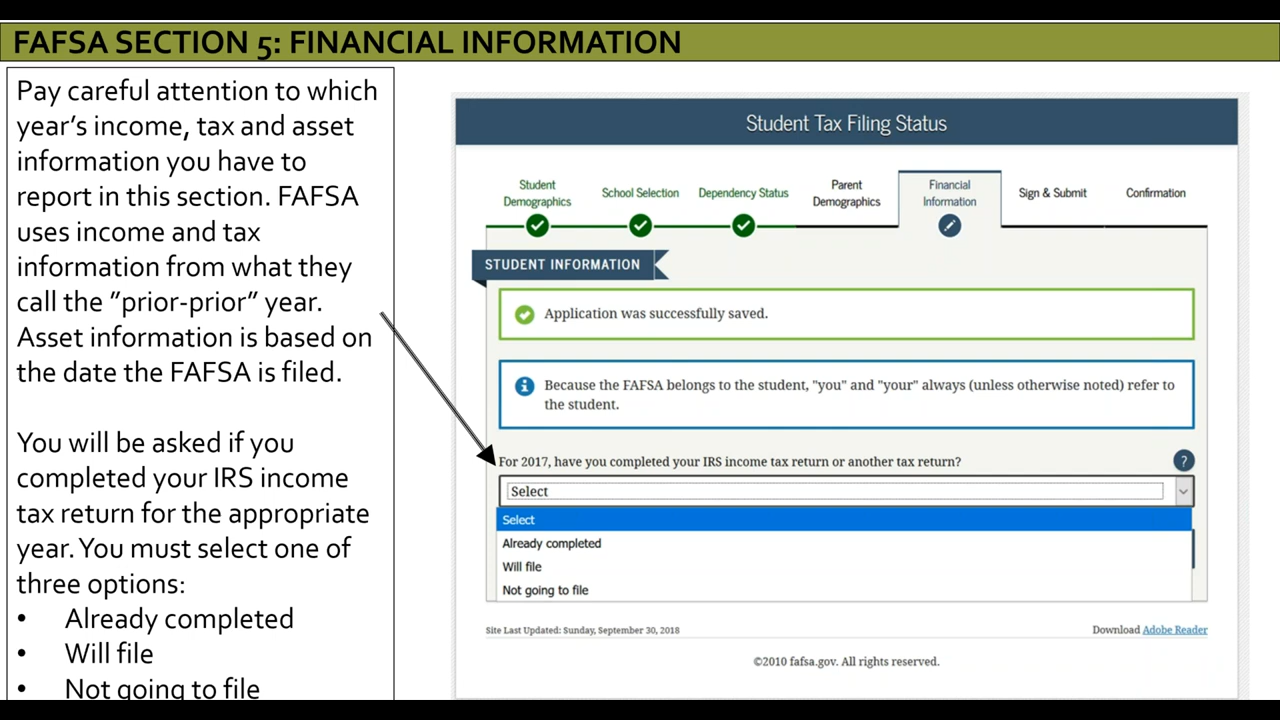 FAFSA SECTION 5: FINANCIAL INFORMATION
Pay careful attention to which
year's income, tax and asset
information you have to
report in this section. FAFSA
uses income and tax
information from what they
call the "prior-prior" year.
Asset information is based on
the date the FAFSA is filed.
You will be asked if you
completed your IRS income
tax return for the appropriate
year. You must select one of
three options:
• Already completed
• Will file
• Not going to file
Student Tax Filing Status
Student
Demographics
School Selection
Dependency Status
Parent
Demographics
Financial
Information
Sign & Submit
Confirmation
STUDENT INFORMATION
Application was successfully saved.
Because the FAFSA belongs to the student, "you" and "your" always (unless otherwise noted) refer to
the student.
For 2017, have you completed your IRS income tax return or another tax return?
?
Select
Select
Already completed
Will file
Not going to file
Site Last Updated: Sunday, September 30, 2018
Download Adobe Reader
©2010 fafsa.gov. All rights reserved.